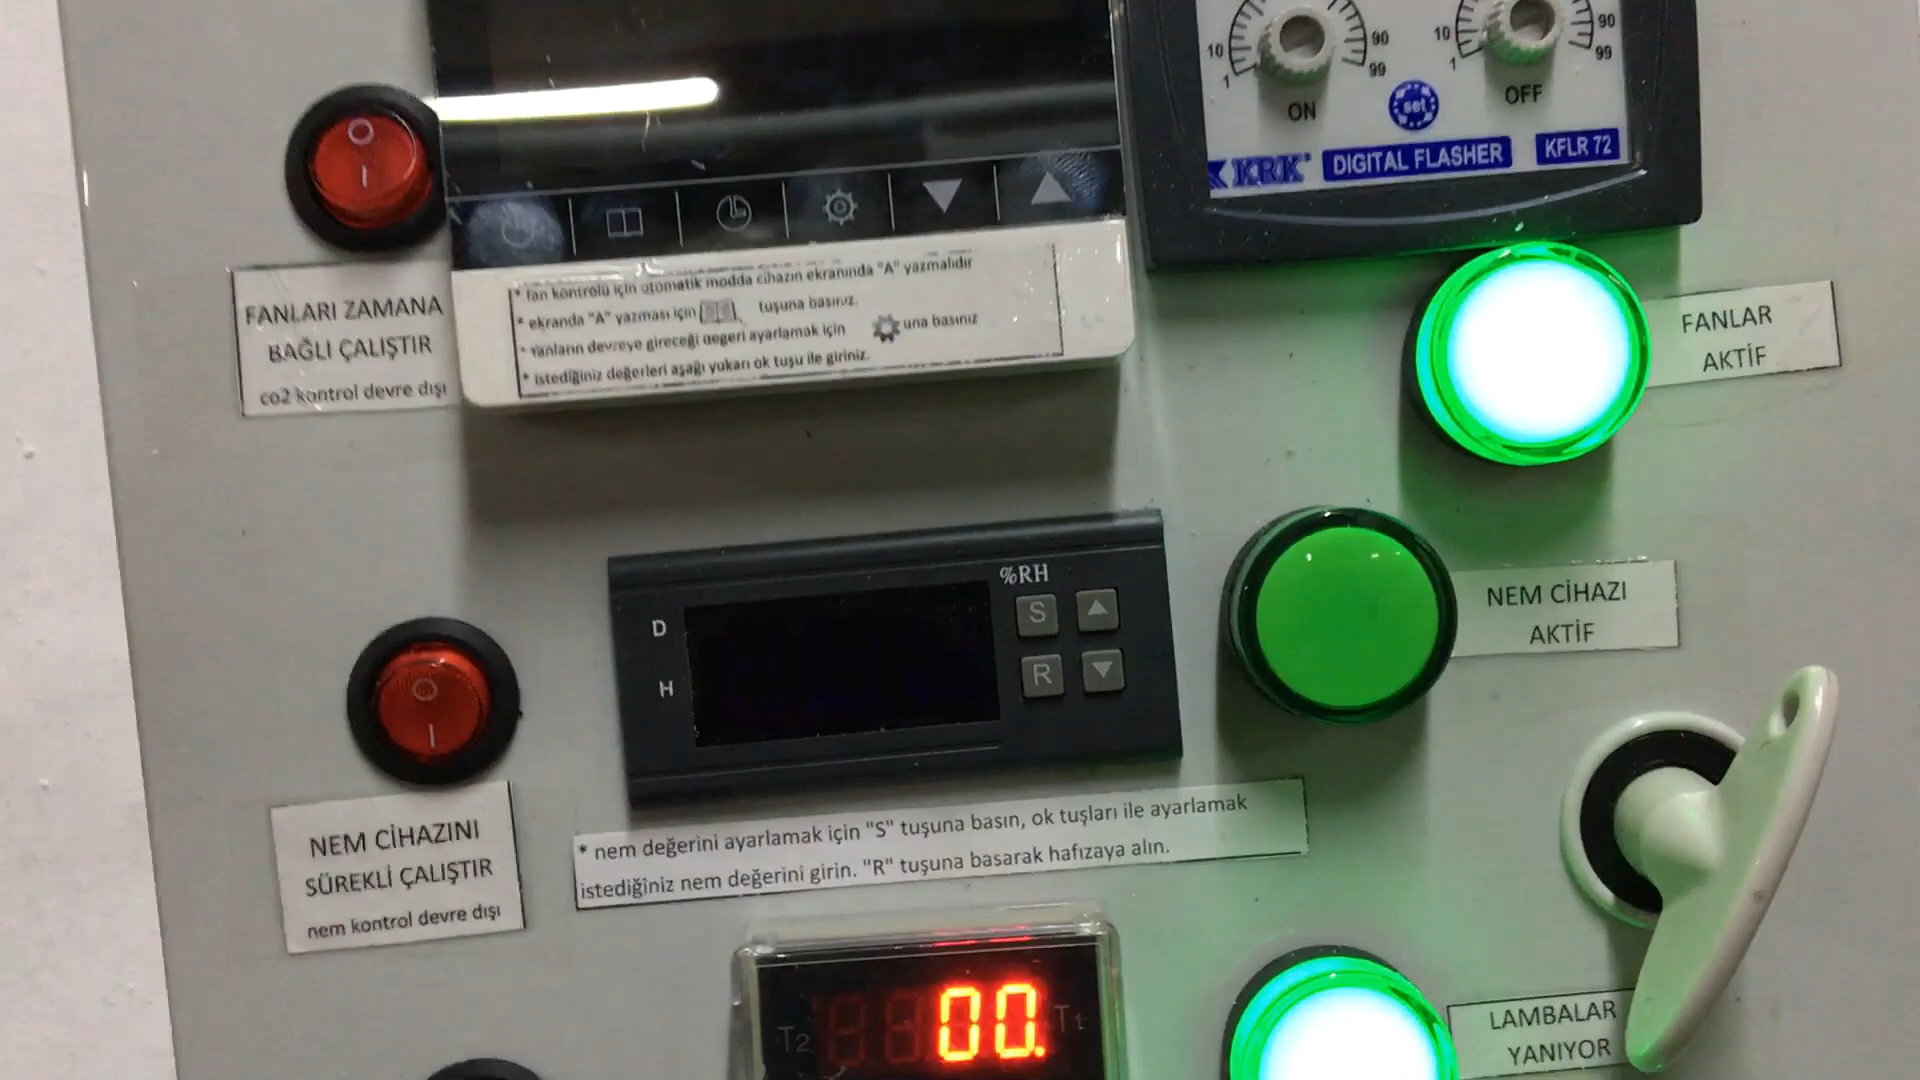 10
90
1
99
ON
10
90
1
99
OFF
set
KRK
DIGITAL FLASHER
KFLR 72
O
I
FANLARI ZAMANA
BAĞLI ÇALIŞTIR
co2 kontrol devre dışı
* fan kontrolü için otomatik modda cihazın ekranında "A" yazmalıdır
* ekranda "A" yazması için tuşuna basınız.
* fanların devreye gireceği değeri ayarlamak için una basınız
* istediğiniz değerleri aşağı yukarı ok tuşu ile giriniz.
FANLAR
AKTİF
%RH
D
H
S
R
NEM CİHAZI
AKTİF
O
I
NEM CİHAZINI
SÜREKLİ ÇALIŞTIR
nem kontrol devre dışı
* nem değerini ayarlamak için "S" tuşuna basın, ok tuşları ile ayarlamak
istediğiniz nem değerini girin. "R" tuşuna basarak hafızaya alın.
T2
00.
T1
LAMBALAR
YANIYOR